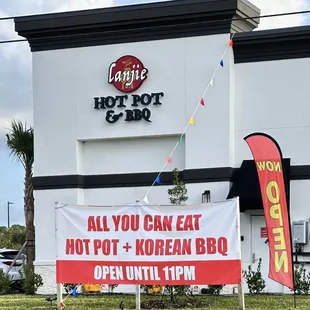 lanjie
HOT POT
& BBQ
ALL YOU CAN EAT
HOT POT + KOREAN BBQ
OPEN UNTIL 11PM
NOW
OPEN